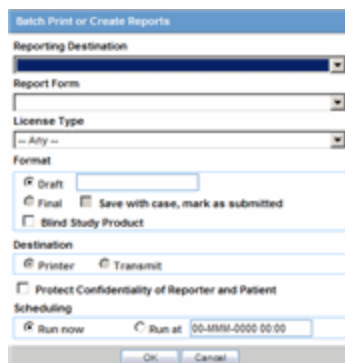 Batch Print or Create Reports
Reporting Destination
Report Form
License Type
-- Any --
Format
Draft
Final Save with case, mark as submitted
Blind Study Product
Destination
Printer Transmit
Protect Confidentiality of Reporter and Patient
Scheduling
Run now Run at 00-MMM-0000 00:00
OK Cancel